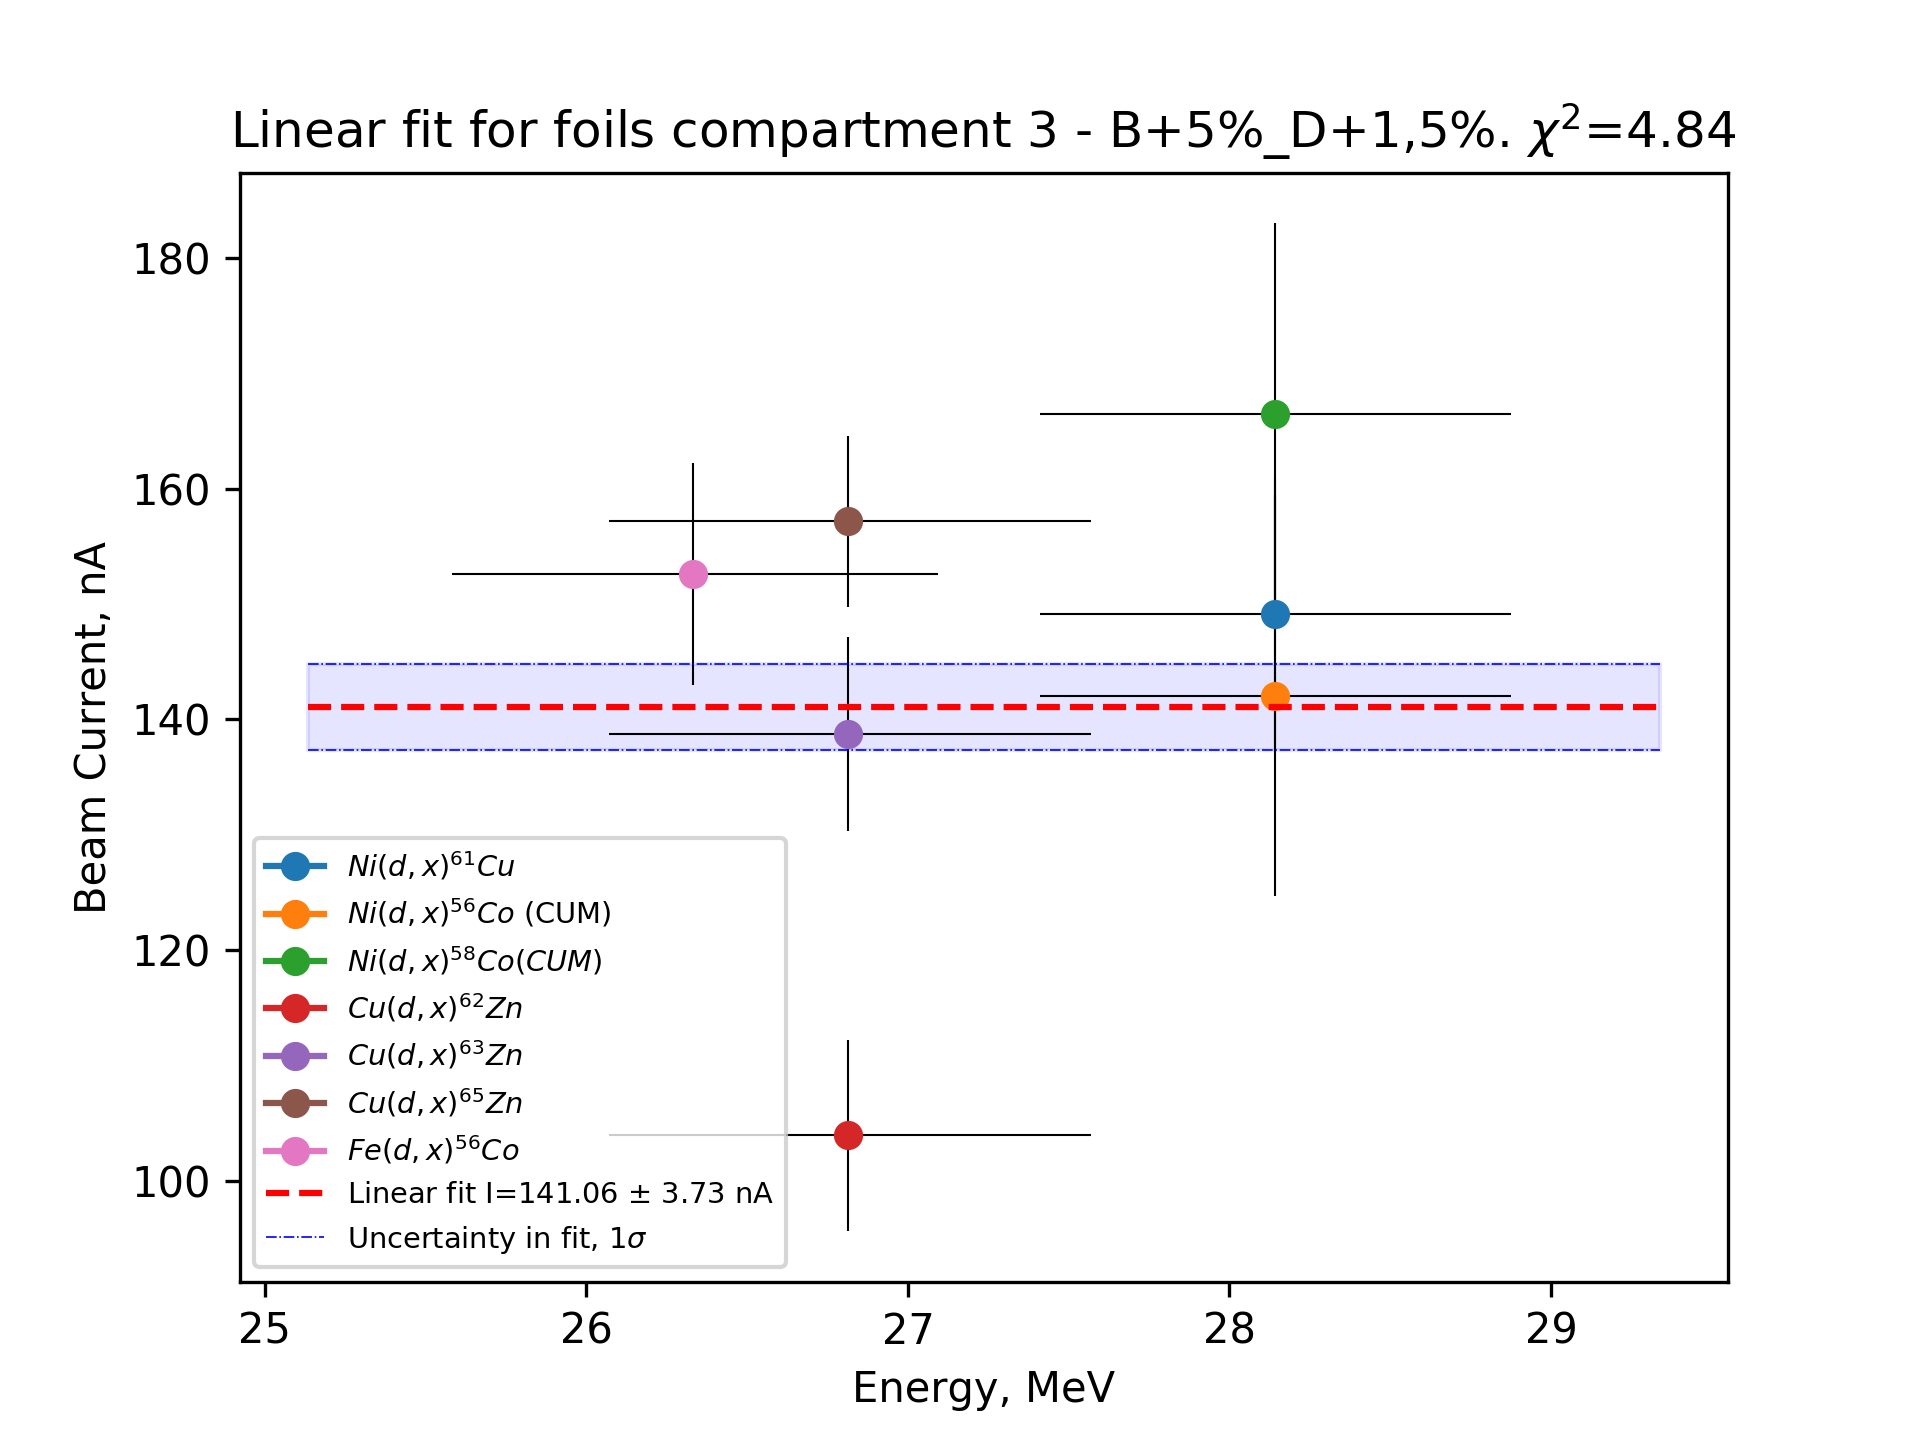 Linear fit for foils compartment 3 - B+5%_D+1,5%. χ²=4.84
180
160
140
120
100
Beam Current, nA
Ni(d, x)⁶¹Cu
Ni(d, x)⁵⁶Co (CUM)
Ni(d, x)⁵⁸Co(CUM)
Cu(d, x)⁶²Zn
Cu(d, x)⁶³Zn
Cu(d, x)⁶⁵Zn
Fe(d, x)⁵⁶Co
Linear fit I=141.06 ± 3.73 nA
Uncertainty in fit, 1σ
25 26 27 28 29
Energy, MeV